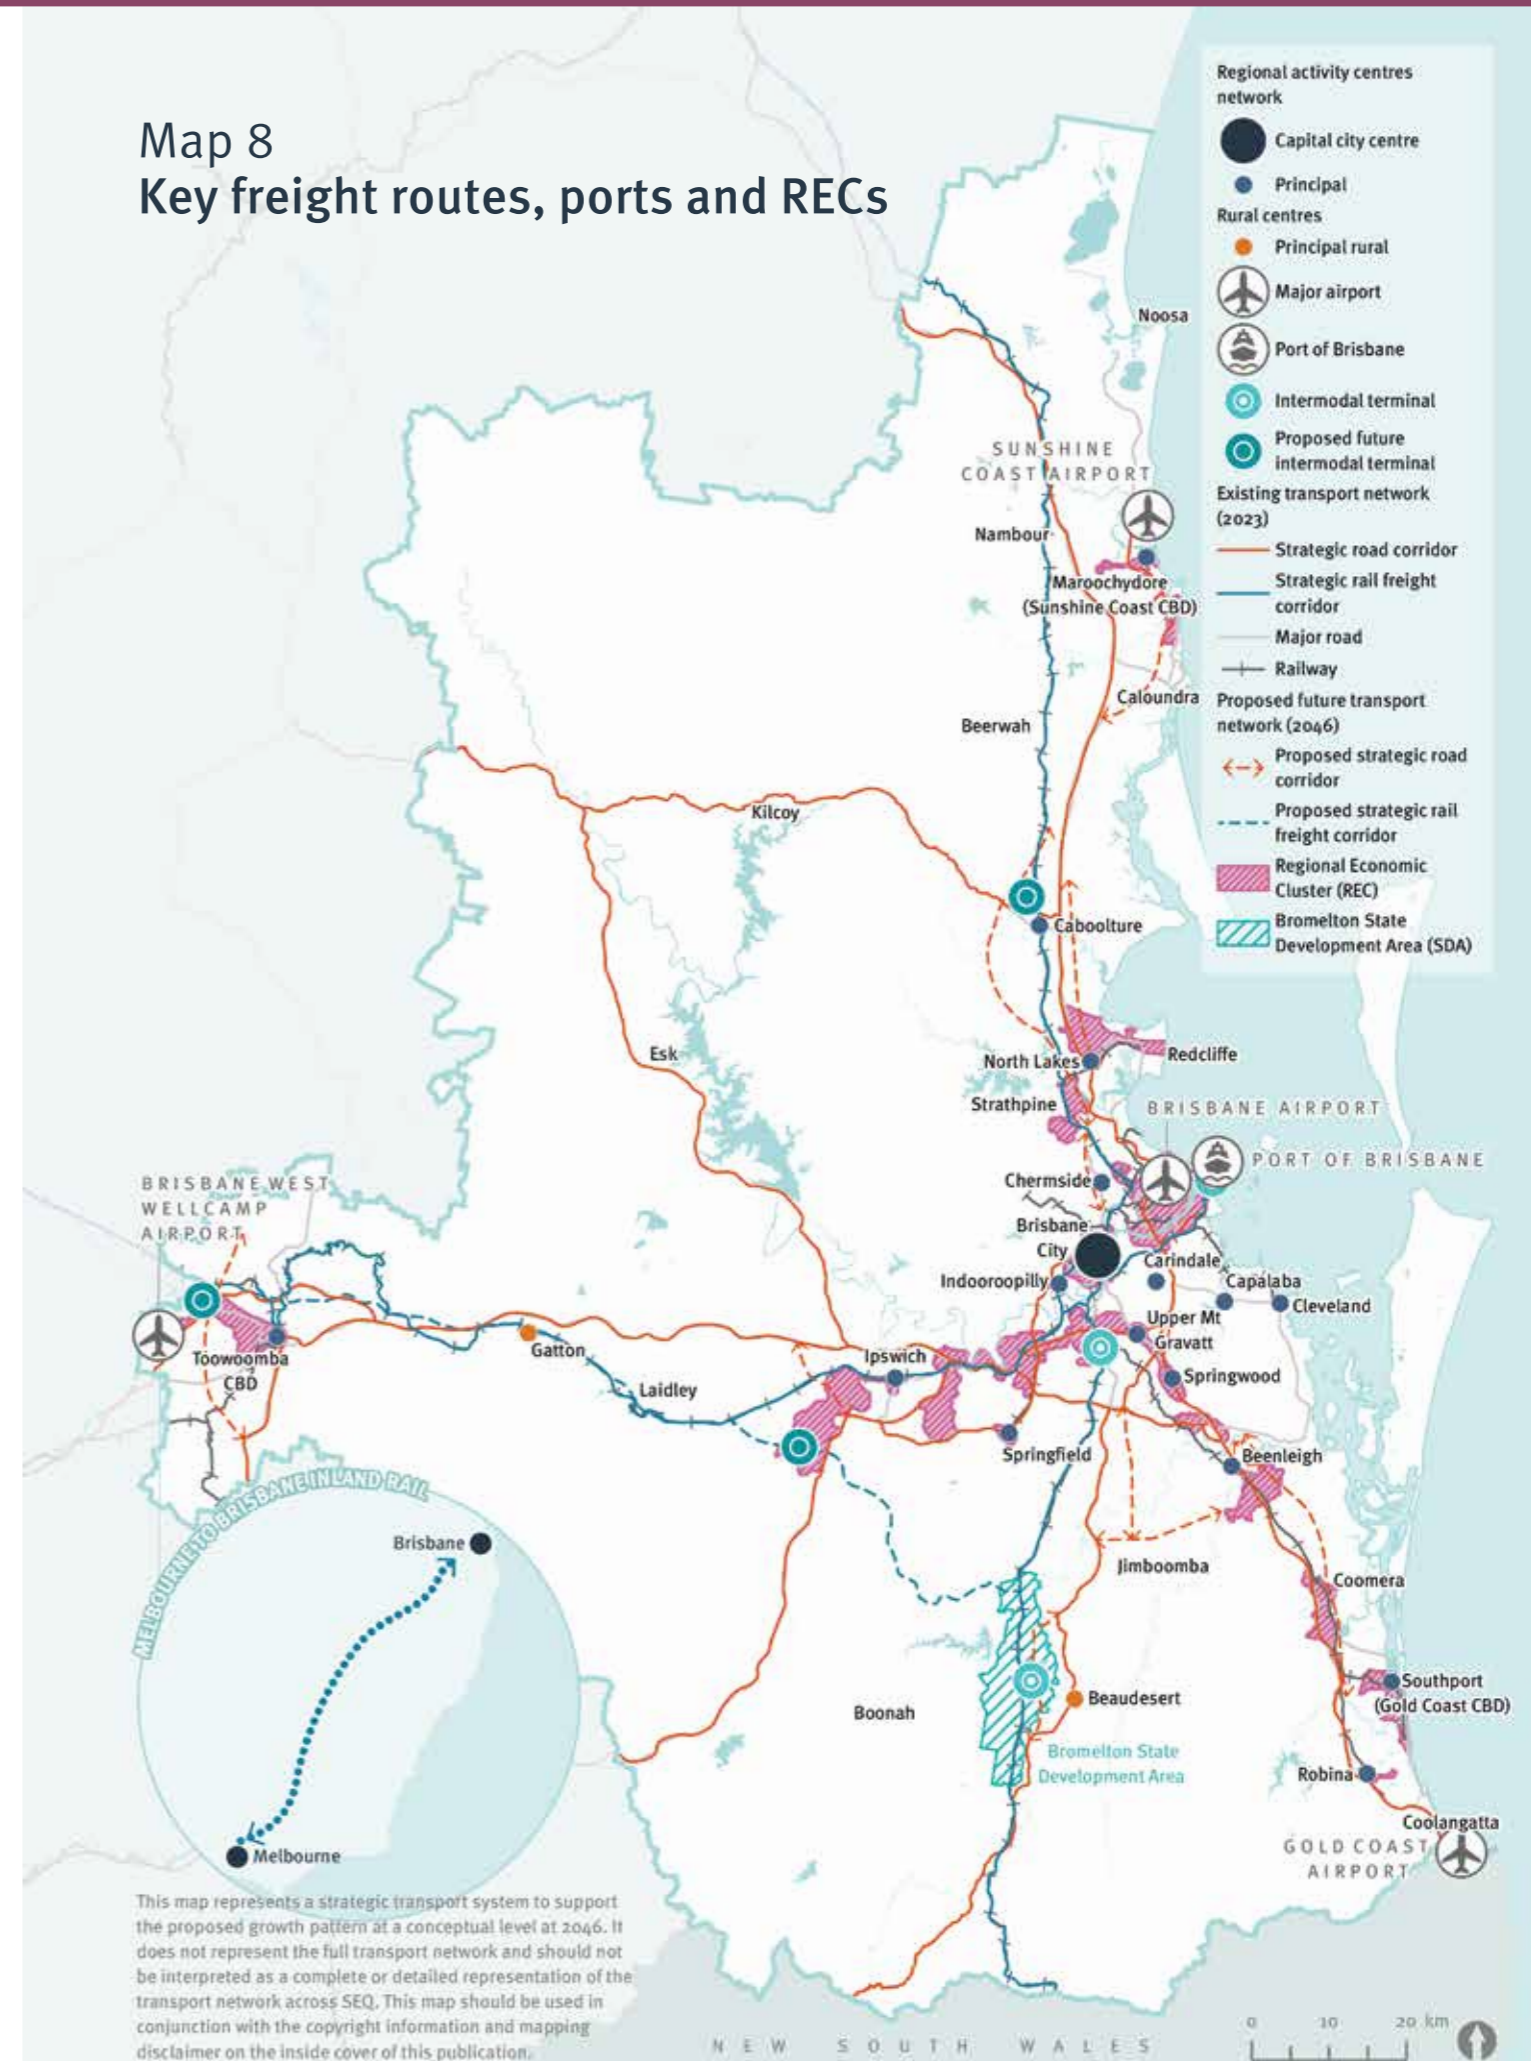 Map 8
Key freight routes, ports and RECs
Regional activity centres
network
Capital city centre
Principal
Rural centres
Principal rural
Major airport
Port of Brisbane
Intermodal terminal
Proposed future
intermodal terminal
Existing transport network
(2023)
Strategic road corridor
Strategic rail freight
corridor
Major road
Railway
Proposed future transport
network (2046)
Proposed strategic road
corridor
Proposed strategic rail
freight corridor
Regional Economic
Cluster (REC)
Bromelton State
Development Area (SDA)
Noosa
SUNSHINE
COAST AIRPORT
Nambour
Maroochydore
(Sunshine Coast CBD)
Caloundra
Beerwah
Kilcoy
Caboolture
Esk
North Lakes
Redcliffe
Strathpine
BRISBANE AIRPORT
PORT OF BRISBANE
Chermside
BRISBANE WEST
WELLCAMP
AIRPORT
Brisbane
City
Carindale
Indooroopilly
Capalaba
Cleveland
Upper Mt
Gravatt
Gatton
Toowoomba
CBD
Ipswich
Laidley
Springwood
Springfield
Beenleigh
MELBOURNE TO BRISBANE INLAND RAIL
Brisbane
Jimboomba
Coomera
Southport
(Gold Coast CBD)
Beaudesert
Boonah
Bromelton State
Development Area
Robina
Coolangatta
GOLD COAST
AIRPORT
Melbourne
This map represents a strategic transport system to support
the proposed growth pattern at a conceptual level at 2046. It
does not represent the full transport network and should not
be interpreted as a complete or detailed representation of the
transport network across SEQ. This map should be used in
conjunction with the copyright information and mapping
disclaimer on the inside cover of this publication.
NEW SOUTH WALES
0 10 20 km